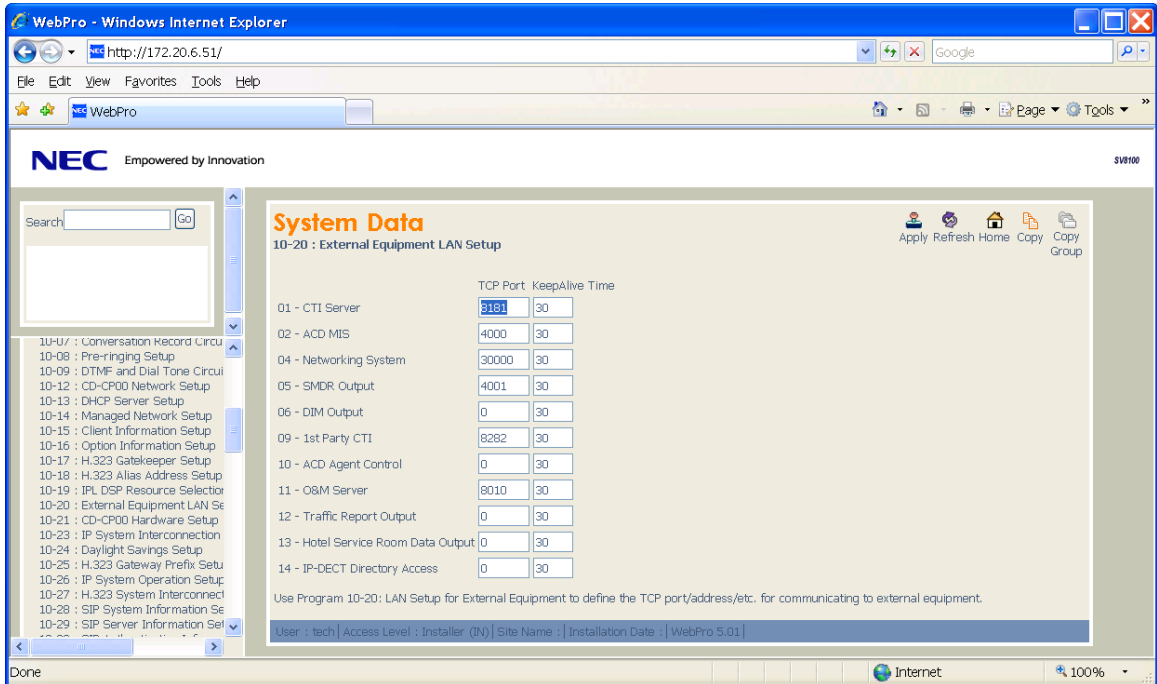 WebPro - Windows Internet Explorer
http://172.20.6.51/
Google
File Edit View Favorites Tools Help
WebPro
Page Tools
NEC Empowered by Innovation
SV8100
Search Go
10-07 : Conversation Record Circu
10-08 : Pre-ringing Setup
10-09 : DTMF and Dial Tone Circui
10-12 : CD-CP00 Network Setup
10-13 : DHCP Server Setup
10-14 : Managed Network Setup
10-15 : Client Information Setup
10-16 : Option Information Setup
10-17 : H.323 Gatekeeper Setup
10-18 : H.323 Alias Address Setup
10-19 : IPL DSP Resource Selection
10-20 : External Equipment LAN Se
10-21 : CD-CP00 Hardware Setup
10-23 : IP System Interconnection
10-24 : Daylight Savings Setup
10-25 : H.323 Gateway Prefix Setu
10-26 : IP System Operation Setup
10-27 : H.323 System Interconnect
10-28 : SIP System Information Se
10-29 : SIP Server Information Set
System Data
10-20 : External Equipment LAN Setup
Apply Refresh Home Copy Copy Group
TCP Port KeepAlive Time
01 - CTI Server 8181 30
02 - ACD MIS 4000 30
04 - Networking System 30000 30
05 - SMDR Output 4001 30
06 - DIM Output 0 30
09 - 1st Party CTI 8282 30
10 - ACD Agent Control 0 30
11 - O&M Server 8010 30
12 - Traffic Report Output 0 30
13 - Hotel Service Room Data Output 0 30
14 - IP-DECT Directory Access 0 30
Use Program 10-20: LAN Setup for External Equipment to define the TCP port/address/etc. for communicating to external equipment.
User : tech | Access Level : Installer (IN) | Site Name : | Installation Date : | WebPro 5.01 |
Done
Internet
100%